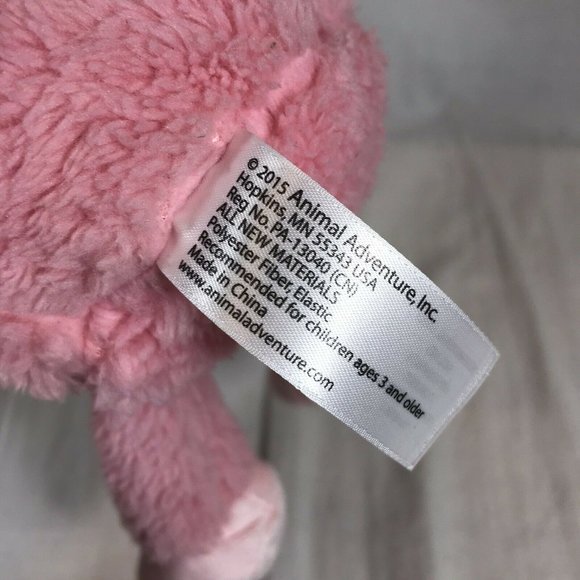 © 2015 Animal Adventure, Inc.
Hopkins, MN 55343 USA
Reg No. PA-13040 (CN)
ALL NEW MATERIALS
Polyester Fiber, Elastic
Recommended for children ages 3 and older
Made in China
www.animaladventure.com